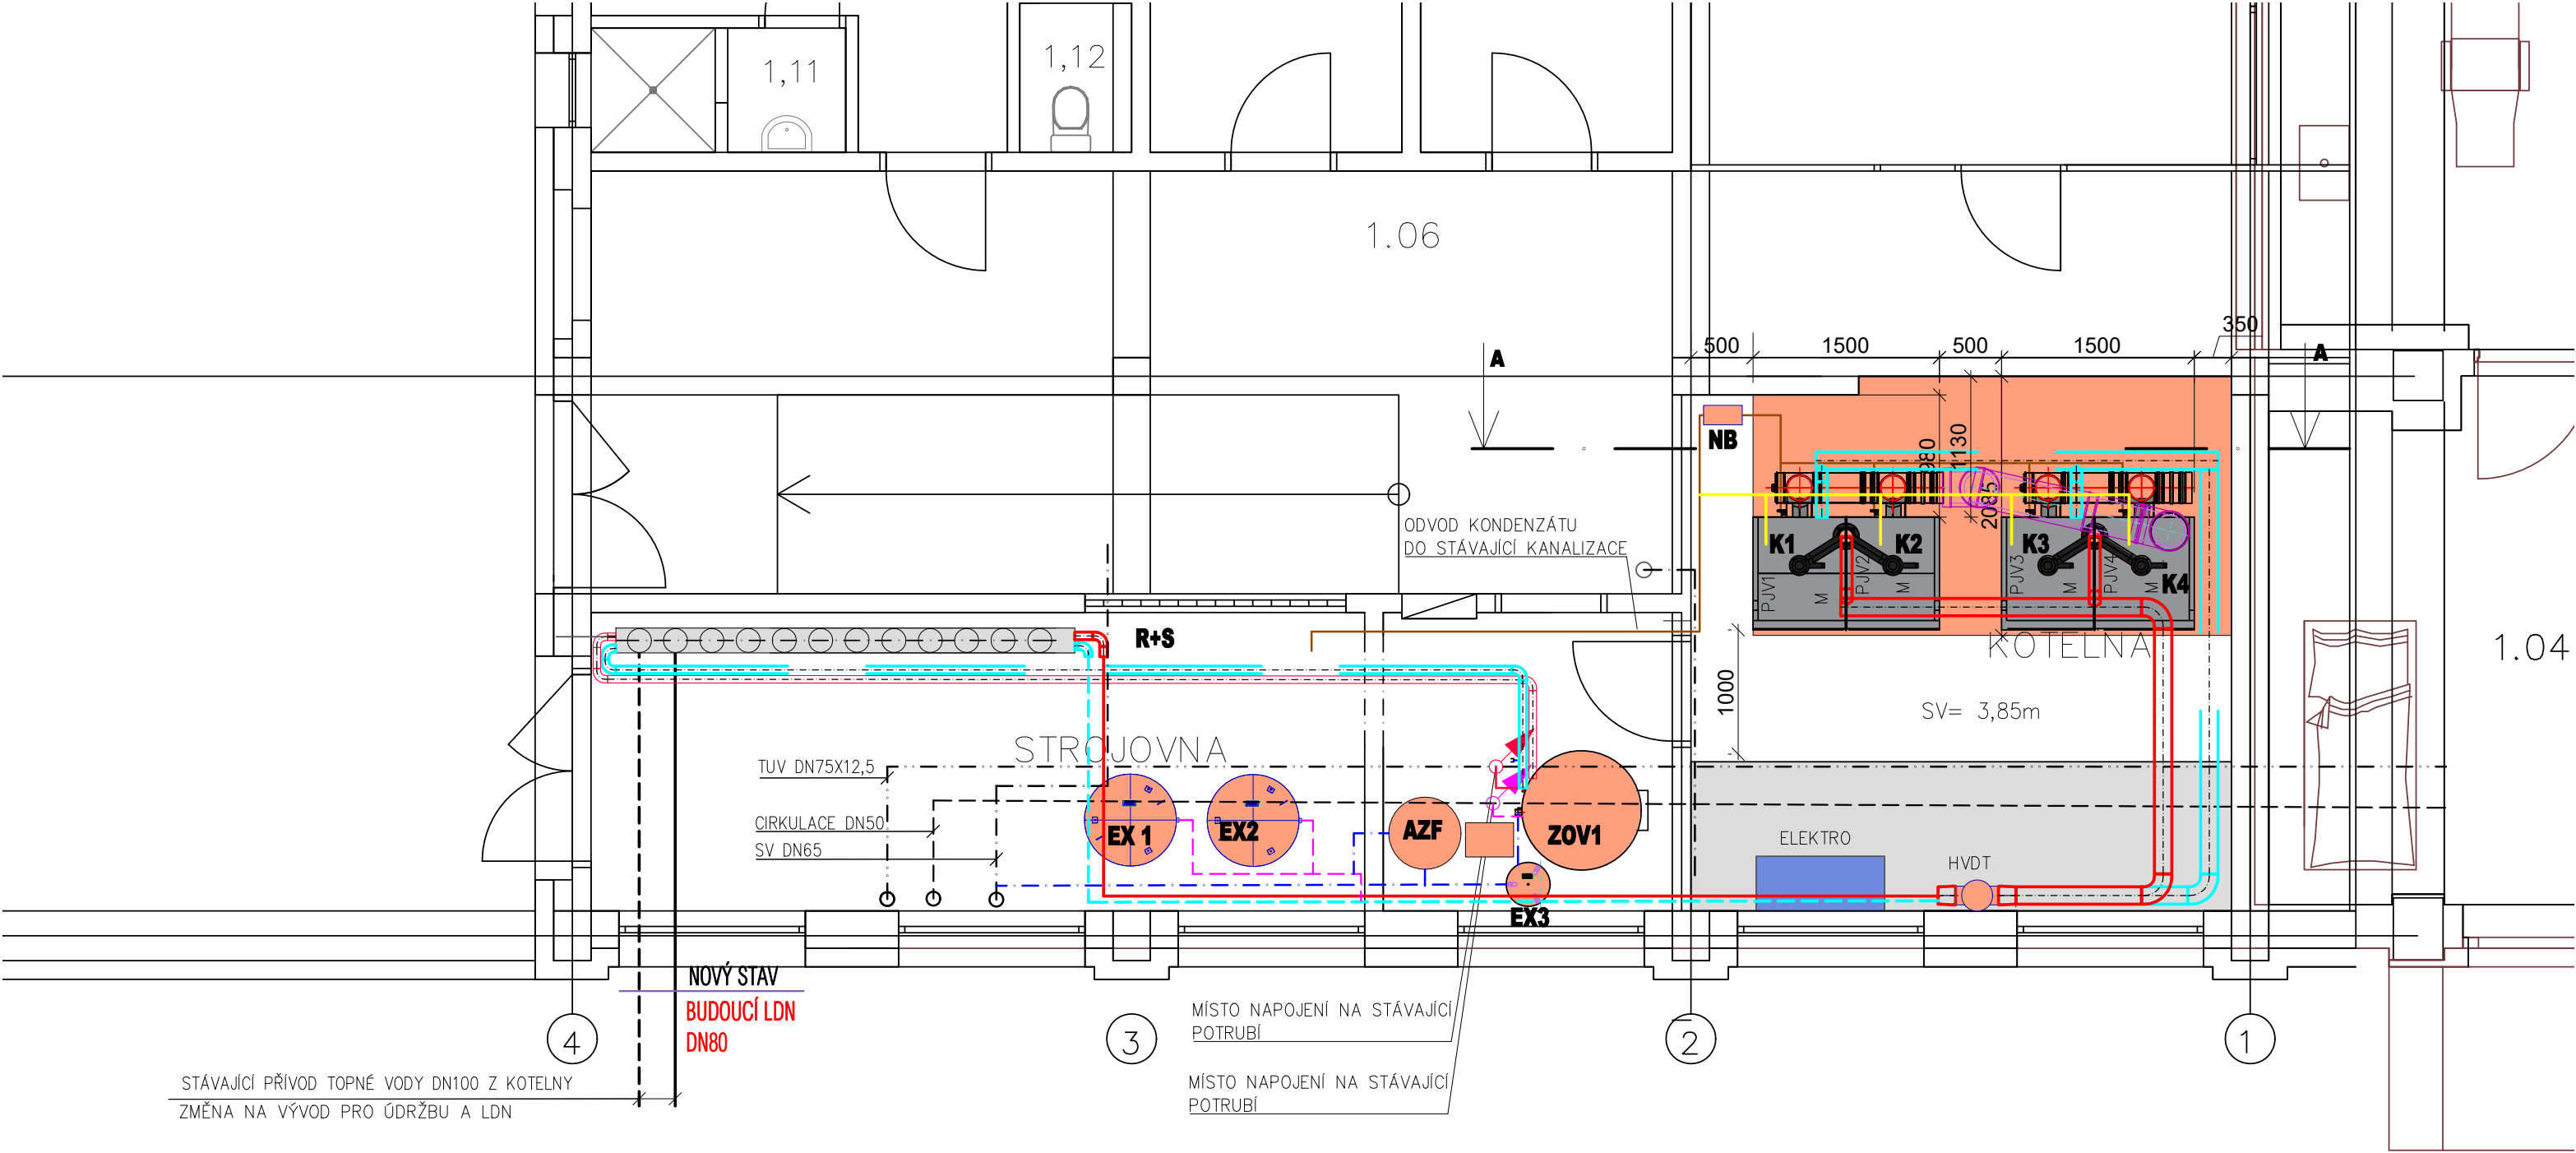 1,11
1,12
1.06
500
1500
500
1500
350
A
A
NB
980
1130
2085
ODVOD KONDENZÁTU
DO STÁVAJÍCÍ KANALIZACE
K1
K2
K3
K4
PJV1
M
PJV2
PJV3
M
PJV4
M
R+S
KOTELNA
1.04
1000
SV= 3,85m
STROJOVNA
TUV DN75X12,5
CIRKULACE DN50
SV DN65
EX 1
EX2
AZF
ZOV1
ELEKTRO
HVDT
EX3
NOVÝ STAV
BUDOUCÍ LDN
DN80
MÍSTO NAPOJENÍ NA STÁVAJÍCÍ
POTRUBÍ
4
3
2
1
MÍSTO NAPOJENÍ NA STÁVAJÍCÍ
POTRUBÍ
STÁVAJÍCÍ PŘÍVOD TOPNÉ VODY DN100 Z KOTELNY
ZMĚNA NA VÝVOD PRO ÚDRŽBU A LDN